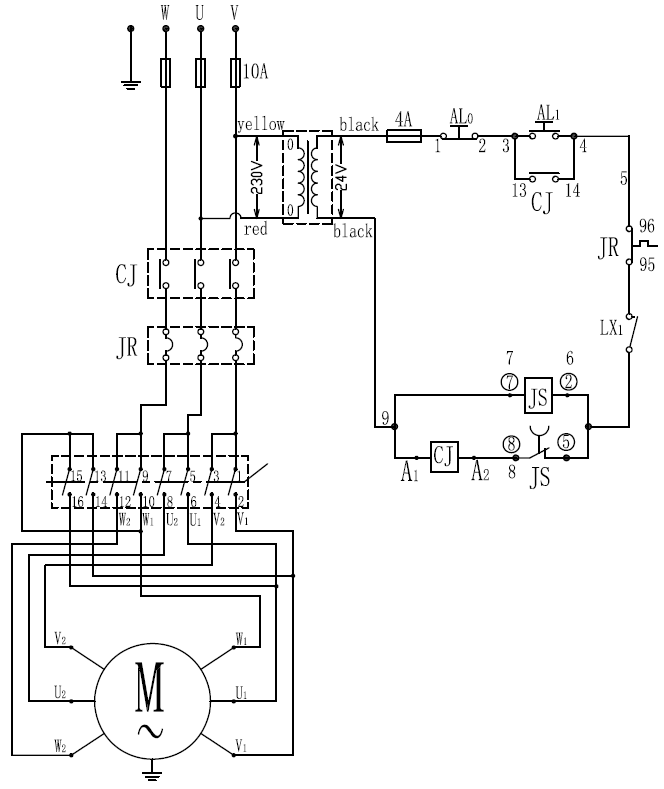 W U V
10A
yellow
black
4A
AL0
AL1
0
1 2 3 4
230V
24V
13 14
CJ
5
0
red
black
96
JR
95
CJ
LX1
JR
7 6
⑦ ②
JS
9
⑧ ⑤
CJ
A1 A2 8 JS
15 13 11 9 7 5 3 1
16 14 12 10 8 6 4 2
W2 W1 U2 U1 V2 V1
V2 W1
M
U2 U1
~
W2 V1